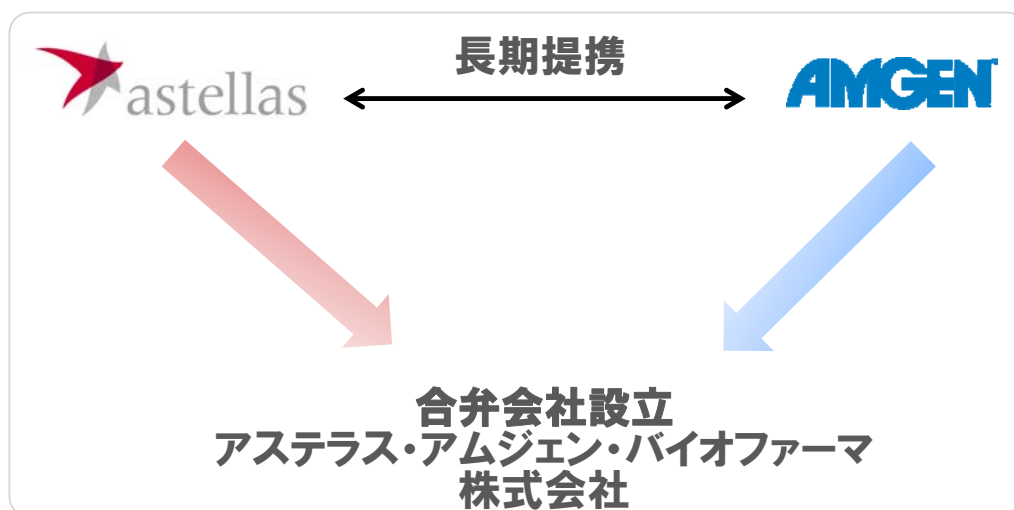 長期提携
astellas
AMGEN
合弁会社設立
アステラス・アムジェン・バイオファーマ
株式会社